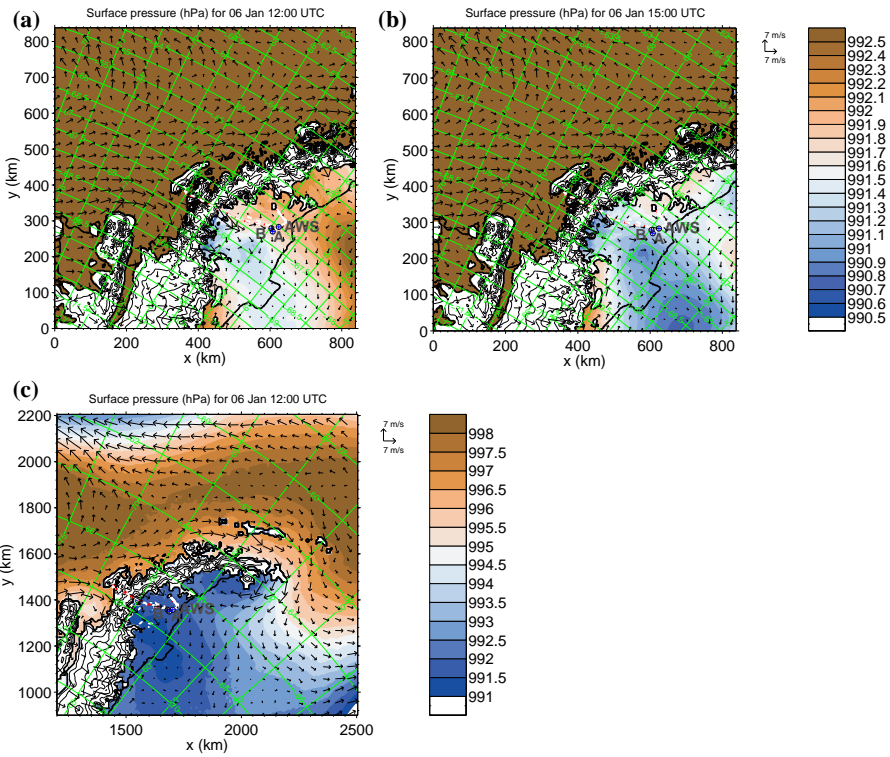 (a)
Surface pressure (hPa) for 06 Jan 12:00 UTC
800
700
600
500
400
300
200
100
0
y (km)
0 200 400 600 800
x (km)
B A AWS
(b)
Surface pressure (hPa) for 06 Jan 15:00 UTC
800
700
600
500
400
300
200
100
0
y (km)
0 200 400 600 800
x (km)
B A AWS
7 m/s
7 m/s
992.5
992.4
992.3
992.2
992.1
992
991.9
991.8
991.7
991.6
991.5
991.4
991.3
991.2
991.1
991
990.9
990.8
990.7
990.6
990.5
(c)
Surface pressure (hPa) for 06 Jan 12:00 UTC
2200
2000
1800
1600
1400
1200
1000
y (km)
1500 2000 2500
x (km)
AWS
7 m/s
7 m/s
998
997.5
997
996.5
996
995.5
995
994.5
994
993.5
993
992.5
992
991.5
991